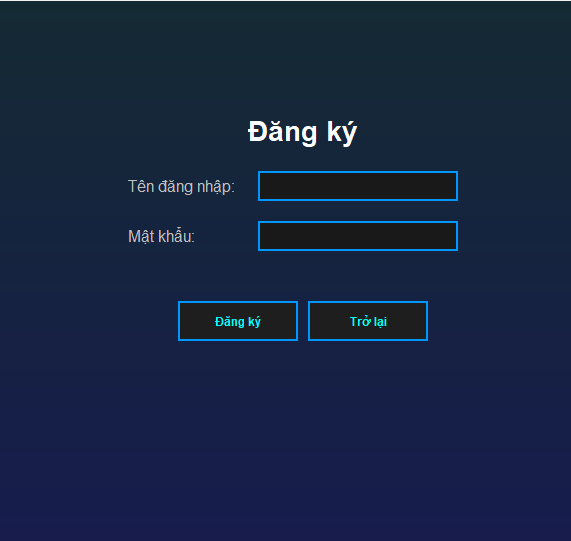 Đăng ký
Tên đăng nhập:
Mật khẩu:
Đăng ký
Trở lại